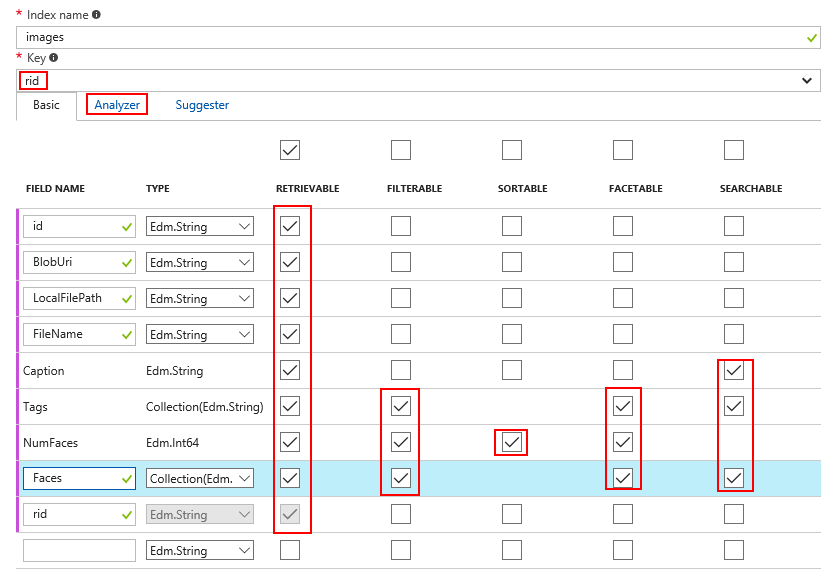 * Index name
images
* Key
rid
Basic Analyzer Suggester
FIELD NAME TYPE RETRIEVABLE FILTERABLE SORTABLE FACETABLE SEARCHABLE
id Edm.String
BlobUri Edm.String
LocalFilePath Edm.String
FileName Edm.String
Caption Edm.String
Tags Collection(Edm.String)
NumFaces Edm.Int64
Faces Collection(Edm.
rid Edm.String
Edm.String